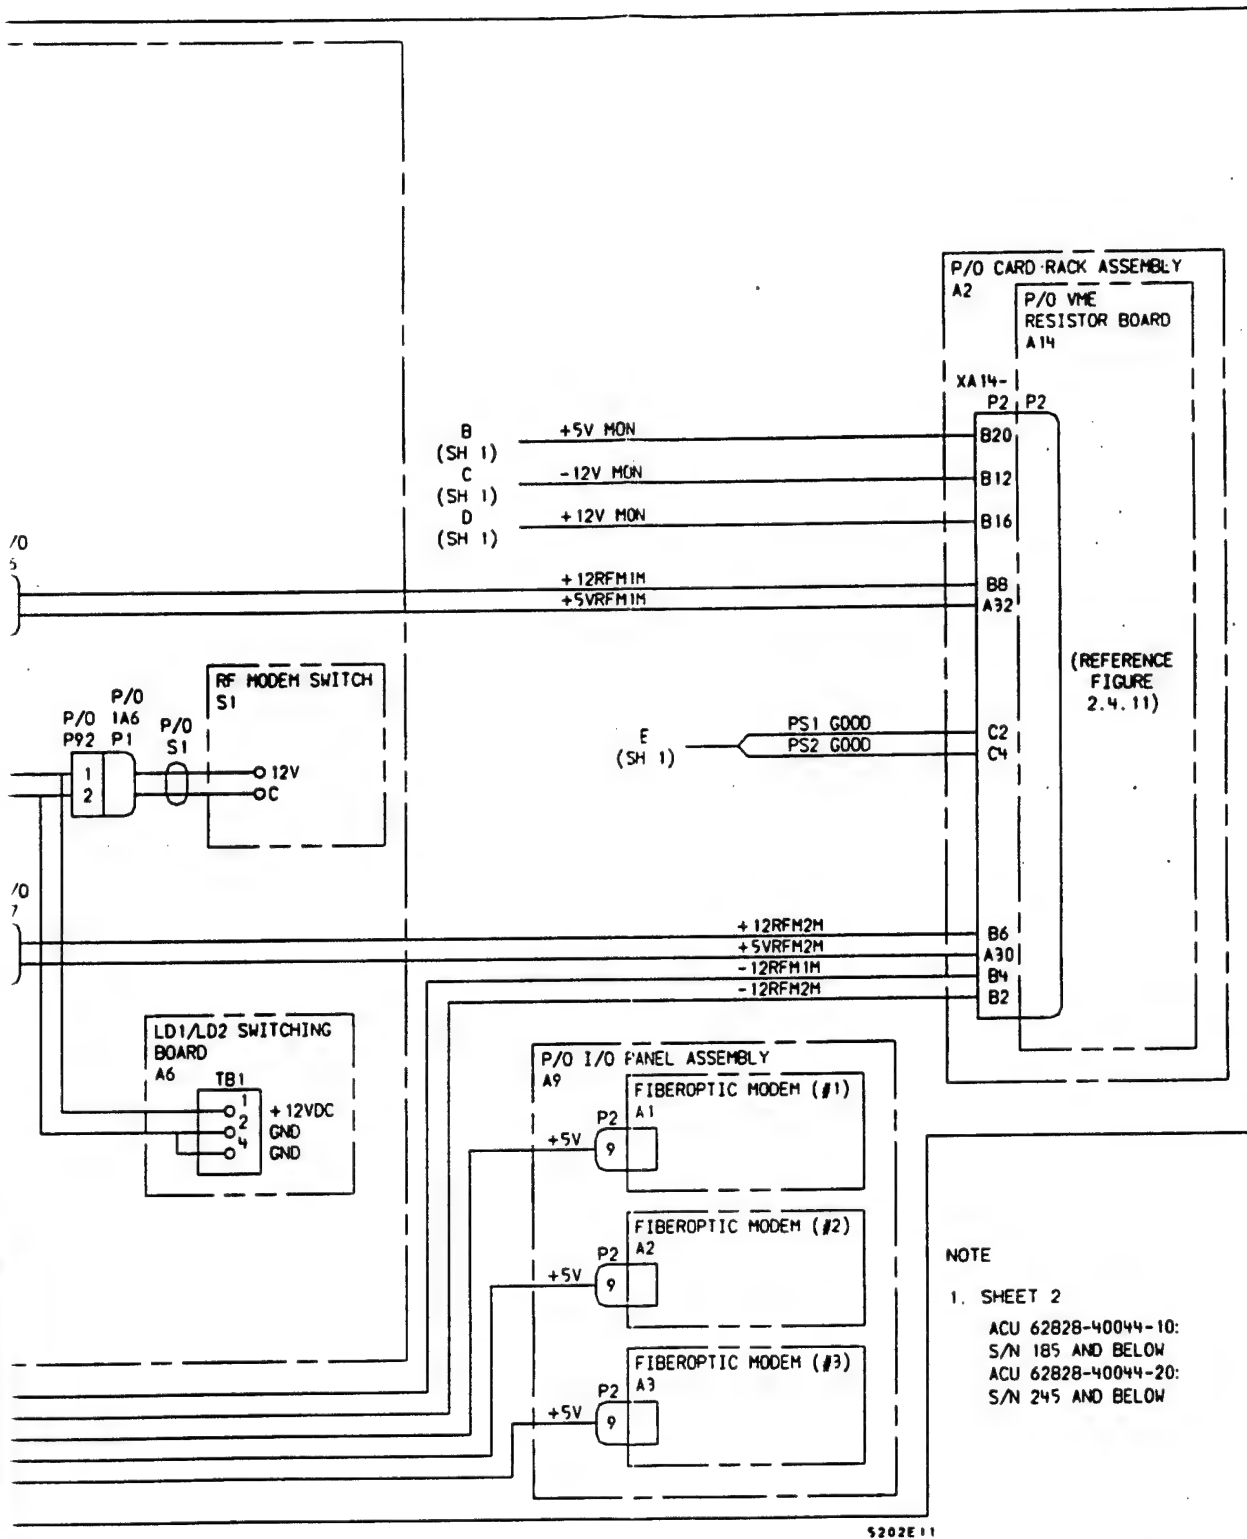 P/O CARD RACK ASSEMBLY
A2
P/O VME
RESISTOR BOARD
A14
XA14-
P2 P2
B (SH 1) +5V MON B20
C (SH 1) -12V MON B12
D (SH 1) +12V MON B16
/O
+12RFM1M B8
+5VRFM1M A32
(REFERENCE
FIGURE
2.4.11)
RF MODEM SWITCH
S1
P/O P92
P/O 1A6 P1
P/O S1
1 12V
2 C
E (SH 1)
PS1 GOOD C2
PS2 GOOD C4
/O
7
+12RFM2M B6
+5VRFM2M A30
-12RFM1M B4
-12RFM2M B2
LD1/LD2 SWITCHING
BOARD
A6
TB1
1 +12VDC
2 GND
4 GND
P/O I/O PANEL ASSEMBLY
A9
FIBEROPTIC MODEM (#1)
A1
P2
+5V 9
FIBEROPTIC MODEM (#2)
A2
P2
+5V 9
FIBEROPTIC MODEM (#3)
A3
P2
+5V 9
NOTE
1. SHEET 2
ACU 62828-40044-10:
S/N 185 AND BELOW
ACU 62828-40044-20:
S/N 245 AND BELOW
5202E11